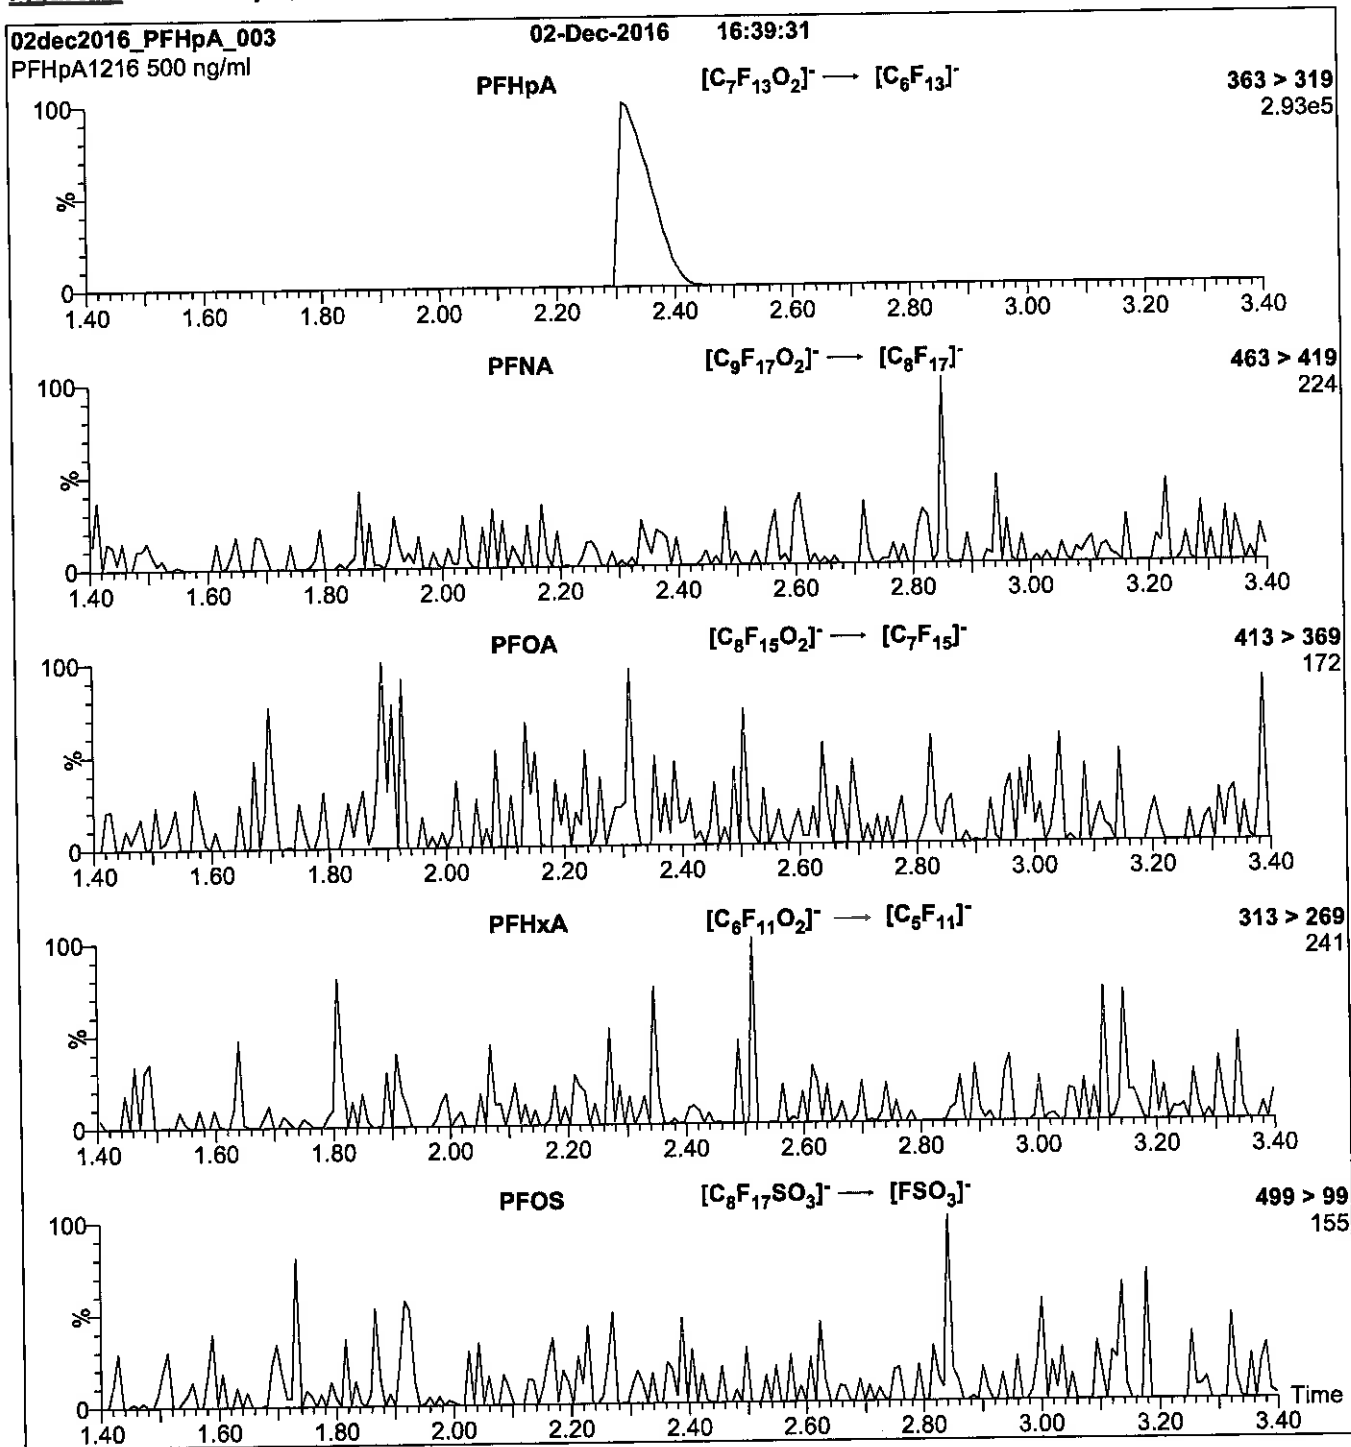 02dec2016_PFHpA_003 02-Dec-2016 16:39:31
PFHpA1216 500 ng/ml
PFHpA [C7F13O2]- → [C6F13]- 363 > 319
2.93e5
100
%
0
1.40 1.60 1.80 2.00 2.20 2.40 2.60 2.80 3.00 3.20 3.40
PFNA [C9F17O2]- → [C8F17]- 463 > 419
224
100
%
0
1.40 1.60 1.80 2.00 2.20 2.40 2.60 2.80 3.00 3.20 3.40
PFOA [C8F15O2]- → [C7F15]- 413 > 369
172
100
%
0
1.40 1.60 1.80 2.00 2.20 2.40 2.60 2.80 3.00 3.20 3.40
PFHxA [C6F11O2]- → [C5F11]- 313 > 269
241
100
%
0
1.40 1.60 1.80 2.00 2.20 2.40 2.60 2.80 3.00 3.20 3.40
PFOS [C8F17SO3]- → [FSO3]- 499 > 99
155
100
%
0
Time
1.40 1.60 1.80 2.00 2.20 2.40 2.60 2.80 3.00 3.20 3.40